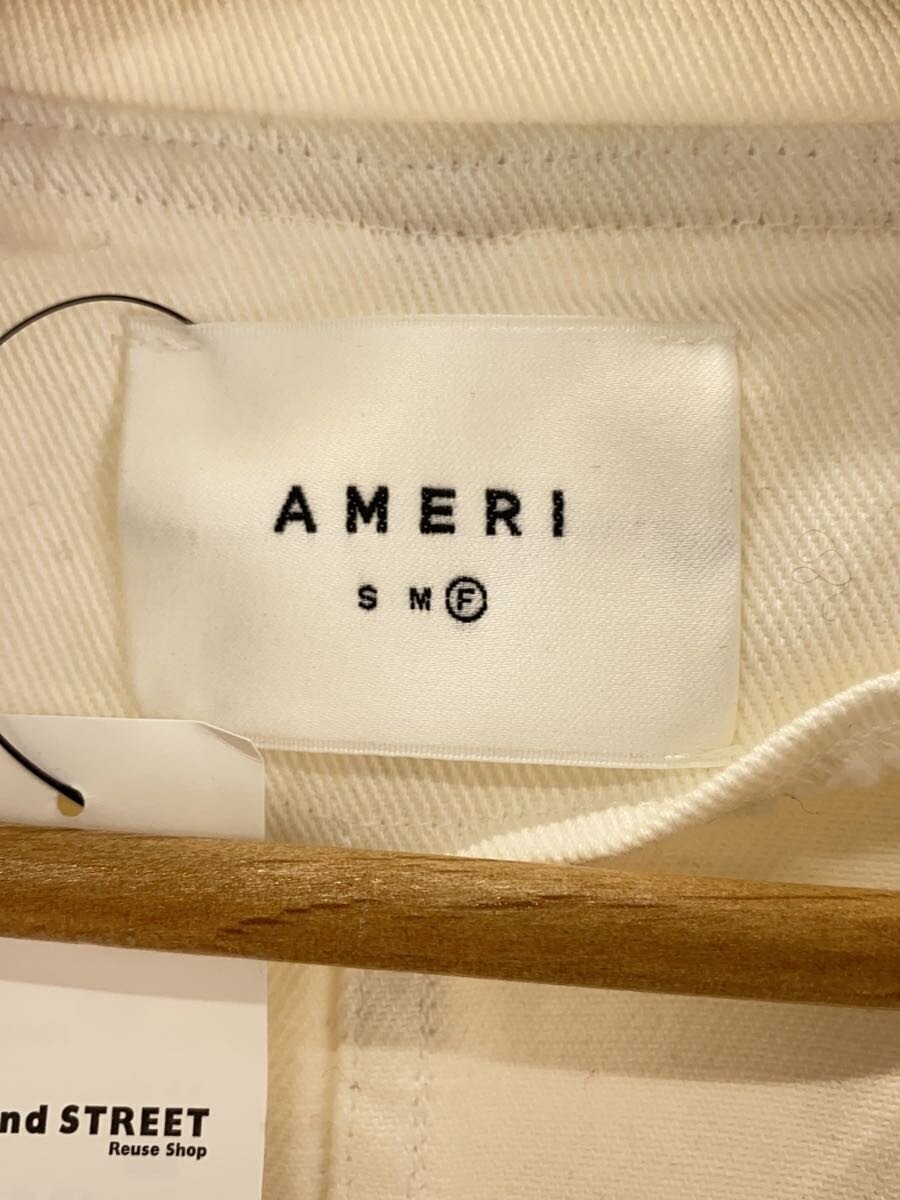 AMERI
S M F
nd STREET
Reuse Shop